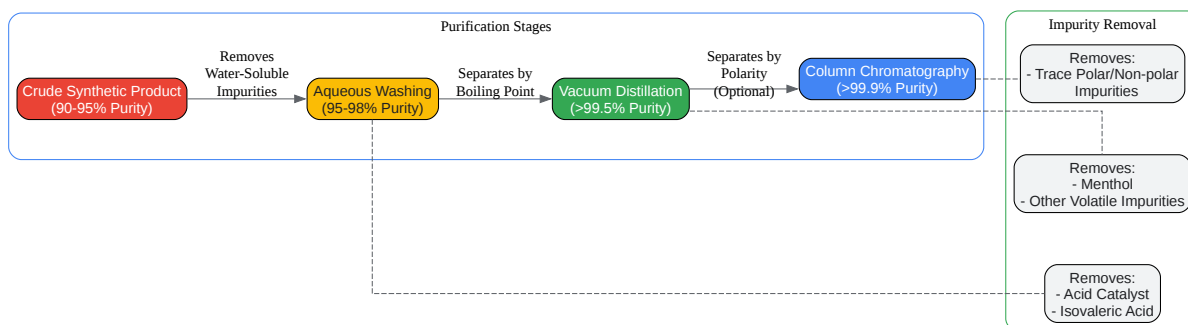 Purification Stages
Crude Synthetic Product
(90-95% Purity)
Removes
Water-Soluble
Impurities
Aqueous Washing
(95-98% Purity)
Separates by
Boiling Point
Vacuum Distillation
(>99.5% Purity)
Separates by
Polarity
(Optional)
Column Chromatography
(>99.9% Purity)
Impurity Removal
Removes:
- Trace Polar/Non-polar
Impurities
Removes:
- Menthol
- Other Volatile Impurities
Removes:
- Acid Catalyst
- Isovaleric Acid